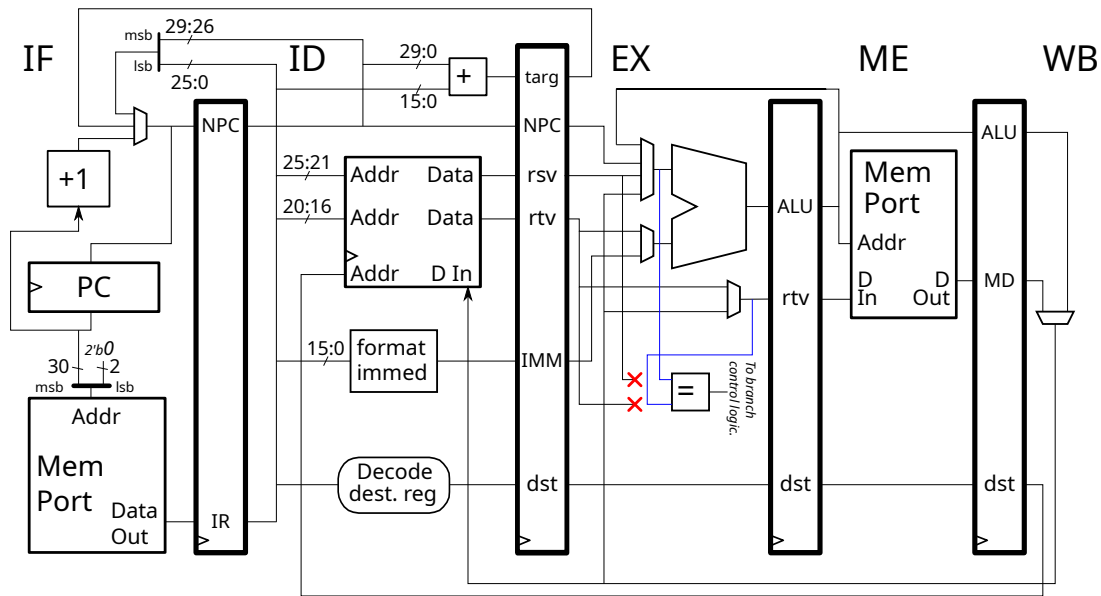 IF
ID
EX
ME
WB
msb
29:26
lsb
25:0
29:0
15:0
+
targ
NPC
NPC
ALU
+1
25:21
Addr
Data
rsv
20:16
Addr
Data
rtv
ALU
Mem
Port
Addr
D
In
D
Out
Addr
D In
PC
rtv
MD
15:0
format
immed
IMM
2'b0
30
2
msb
lsb
Addr
=
To branch
control logic.
Mem
Port
Data
Out
IR
Decode
dest. reg
dst
dst
dst